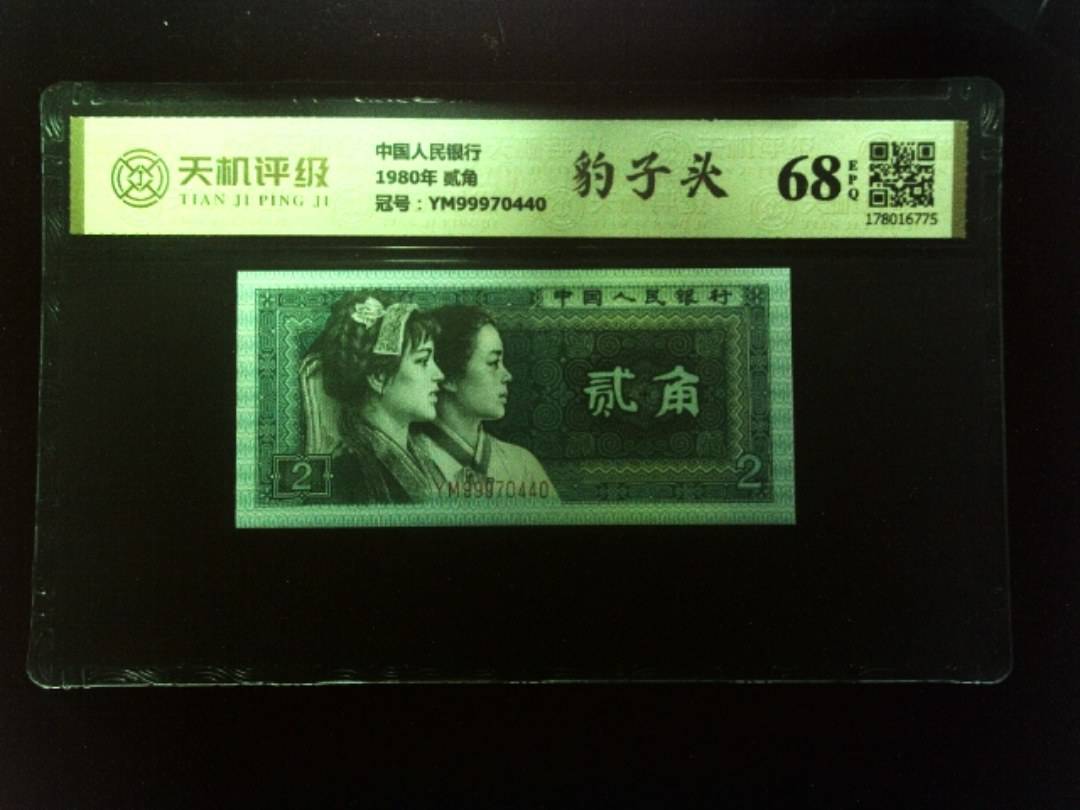 天机评级
TIAN JI PING JI
中国人民银行
1980年 贰角
冠号：YM99970440
豹子头
68
EPQ
178016775
中国人民银行
贰角
2
2
YM99970440